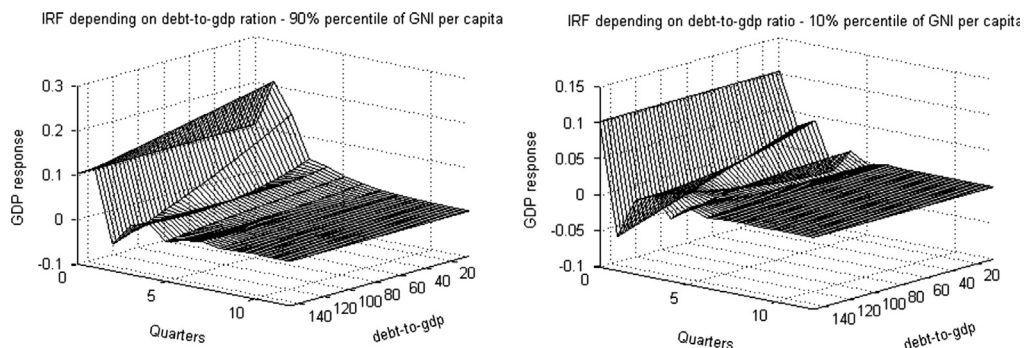 IRF depending on debt-to-gdp ration - 90% percentile of GNI per capita
0.3
0.2
0.1
0
-0.1
GDP response
0
5
10
Quarters
140 120 100 80 60 40 20
debt-to-gdp
IRF depending on debt-to-gdp ratio - 10% percentile of GNI per capita
0.15
0.1
0.05
0
-0.05
-0.1
GDP response
0
5
10
Quarters
140 120 100 80 60 40 20
debt-to-gdp